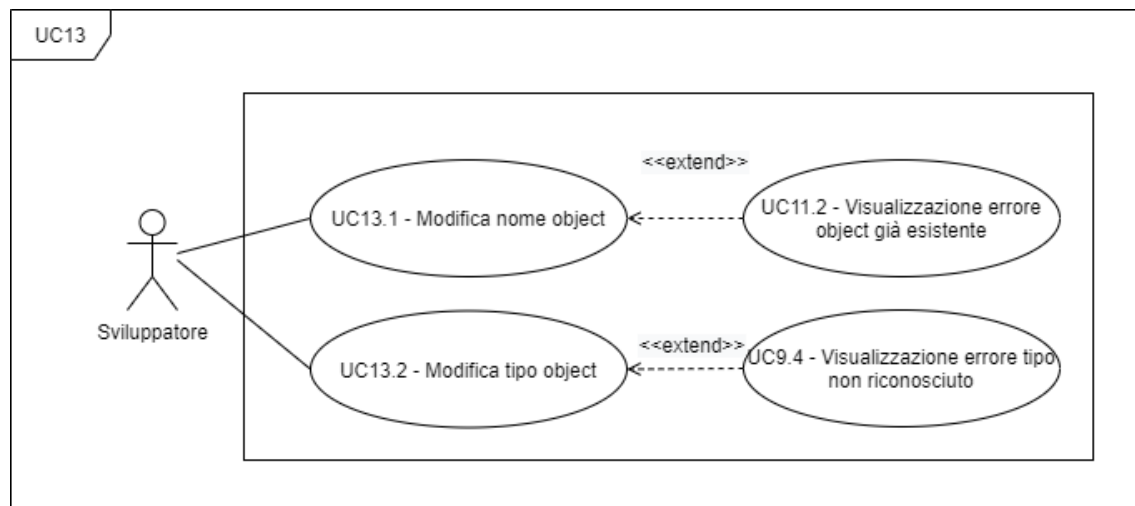 UC13
<<extend>>
UC13.1 - Modifica nome object
UC11.2 - Visualizzazione errore
object già esistente
Sviluppatore
<<extend>>
UC13.2 - Modifica tipo object
UC9.4 - Visualizzazione errore tipo
non riconosciuto